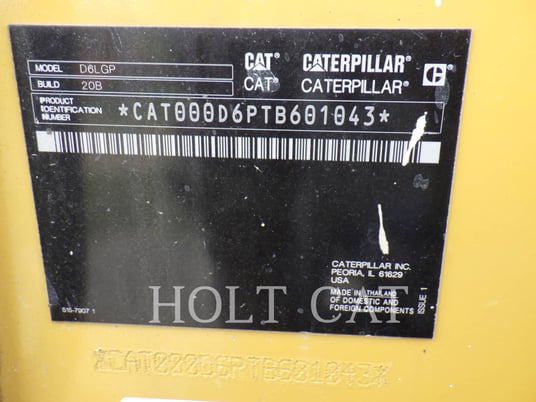 MODEL D6LGP
BUILD 20B
CAT® CATERPILLAR®
CAT® CATERPILLAR® C
PRODUCT
IDENTIFICATION
NUMBER
*CAT000D6PTB601043*
CATERPILLAR INC.
PEORIA, IL 61629
USA
MADE IN THAILAND
OF DOMESTIC AND
FOREIGN COMPONENTS
ISSUE 1
515-7907 1
HOLT CAT
*CAT000D6PTB601043*